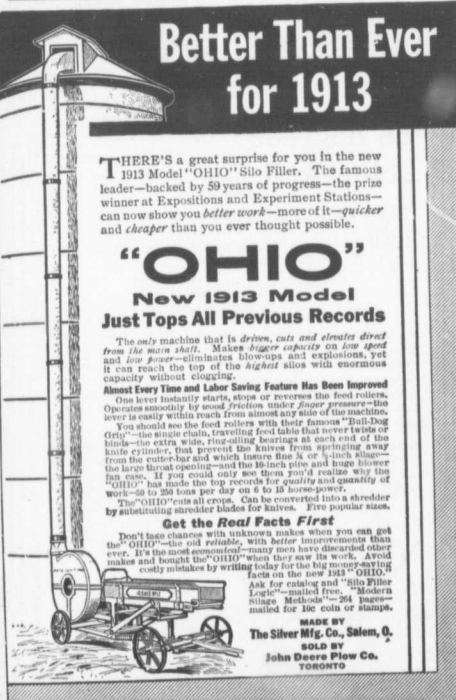 Better Than Ever
for 1913
THERE'S a great surprise for you in the new
1913 Model "OHIO" Silo Filler. The famous
leader—backed by 59 years of progress—the prize
winner at Expositions and Experiment Stations—
can now show you better work—more of it—quicker
and cheaper than you ever thought possible.
"OHIO"
New 1913 Model
Just Tops All Previous Records
The only machine that is driven, cuts and elevates direct
from the main shaft. Makes bigger capacity on low speed
and low power—eliminates blow-ups and explosions, yet
it can reach the top of the highest silos with enormous
capacity without clogging.
Almost Every Time and Labor Saving Feature Has Been Improved
One lever instantly starts, stops or reverses the feed rollers.
Operates smoothly by wood friction under finger pressure—the
lever is easily within reach from almost any side of the machine.
You should see the feed rollers with their famous "Bull-Dog
Grip"—the single chain, traveling feed table that never twists or
binds—the extra wide, ring-oiling bearings at each end of the
knife cylinder, that prevent the knives from springing away
from the cutter-bar and which insure fine ¼ or ½-inch silage—
the large throat opening—and the 10-inch pipe and huge blower
fan case. If you could only see them you'd realize why the
"OHIO" has made the top records for quality and quantity of
work—50 to 250 tons per day on 6 to 15 horse-power.
The "OHIO" cuts all crops. Can be converted into a shredder
by substituting shredder blades for knives. Five popular sizes.
Get the Real Facts First
Don't take chances with unknown makes when you can get
the "OHIO"—the old reliable, with better improvements than
ever. It's the most economical—many men have discarded other
makes and bought the "OHIO" when they saw its work. Avoid
costly mistakes by writing today for the big money-saving
facts on the new 1913 "OHIO."
Ask for catalog and "Silo Filler
Logic"—mailed free. "Modern
Silage Methods"—264 pages—
mailed for 10c coin or stamps.
MADE BY
The Silver Mfg. Co., Salem, O.
SOLD BY
John Deere Plow Co.
TORONTO